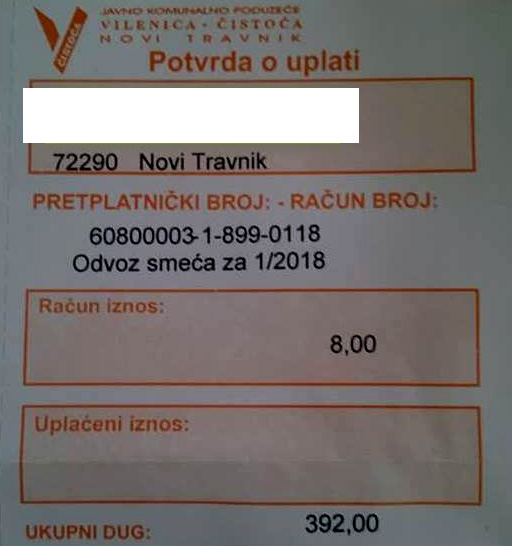 JAVNO KOMUNALNO PODUZEĆE
VILENICA - ČISTOĆA
NOVI TRAVNIK
ČISTOĆA
Potvrda o uplati
72290 Novi Travnik
PRETPLATNIČKI BROJ: - RAČUN BROJ:
60800003-1-899-0118
Odvoz smeća za 1/2018
Račun iznos:
8,00
Uplaćeni iznos:
UKUPNI DUG: 392,00